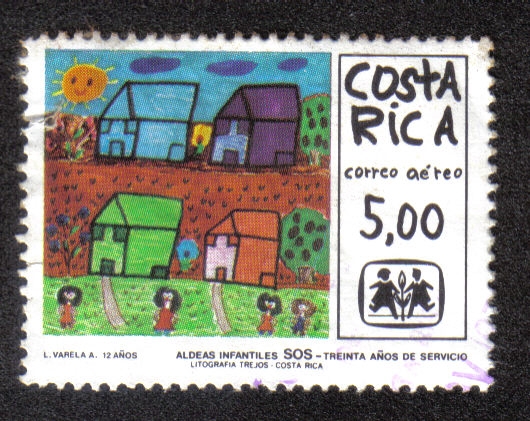 COSTA
RICA
correo aéreo
5,00
L. VARELA A. 12 AÑOS
ALDEAS INFANTILES SOS - TREINTA AÑOS DE SERVICIO
LITOGRAFIA TREJOS - COSTA RICA